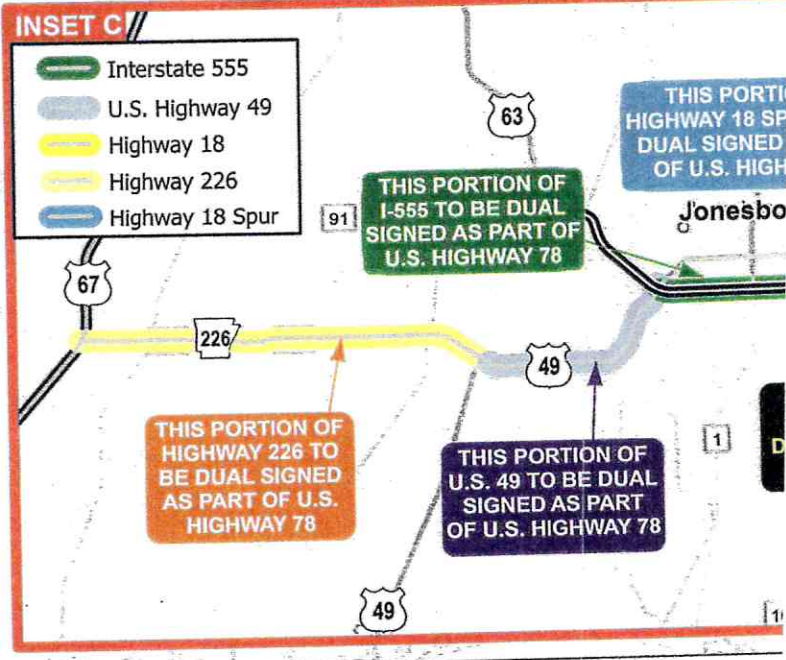 INSET C
Interstate 555
U.S. Highway 49
Highway 18
Highway 226
Highway 18 Spur
63
THIS PORTI
HIGHWAY 18 SP
DUAL SIGNED
OF U.S. HIGH
91
THIS PORTION OF
I-555 TO BE DUAL
SIGNED AS PART OF
U.S. HIGHWAY 78
Jonesbo
67
226
49
THIS PORTION OF
HIGHWAY 226 TO
BE DUAL SIGNED
AS PART OF U.S.
HIGHWAY 78
THIS PORTION OF
U.S. 49 TO BE DUAL
SIGNED AS PART
OF U.S. HIGHWAY 78
1
D
49
1